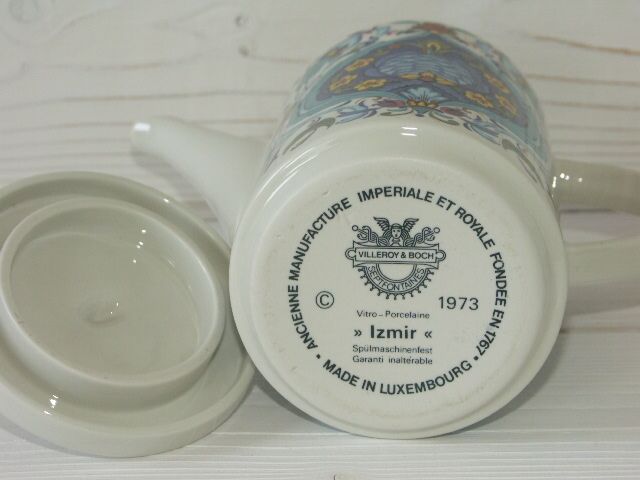 • ANCIENNE MANUFACTURE IMPERIALE ET ROYALE FONDEE EN 1767 •
VILLEROY & BOCH
SEPTFONTAINES
© 1973
Vitro-Porcelaine
» Izmir «
Spülmaschinenfest
Garanti inaltérable
MADE IN LUXEMBOURG